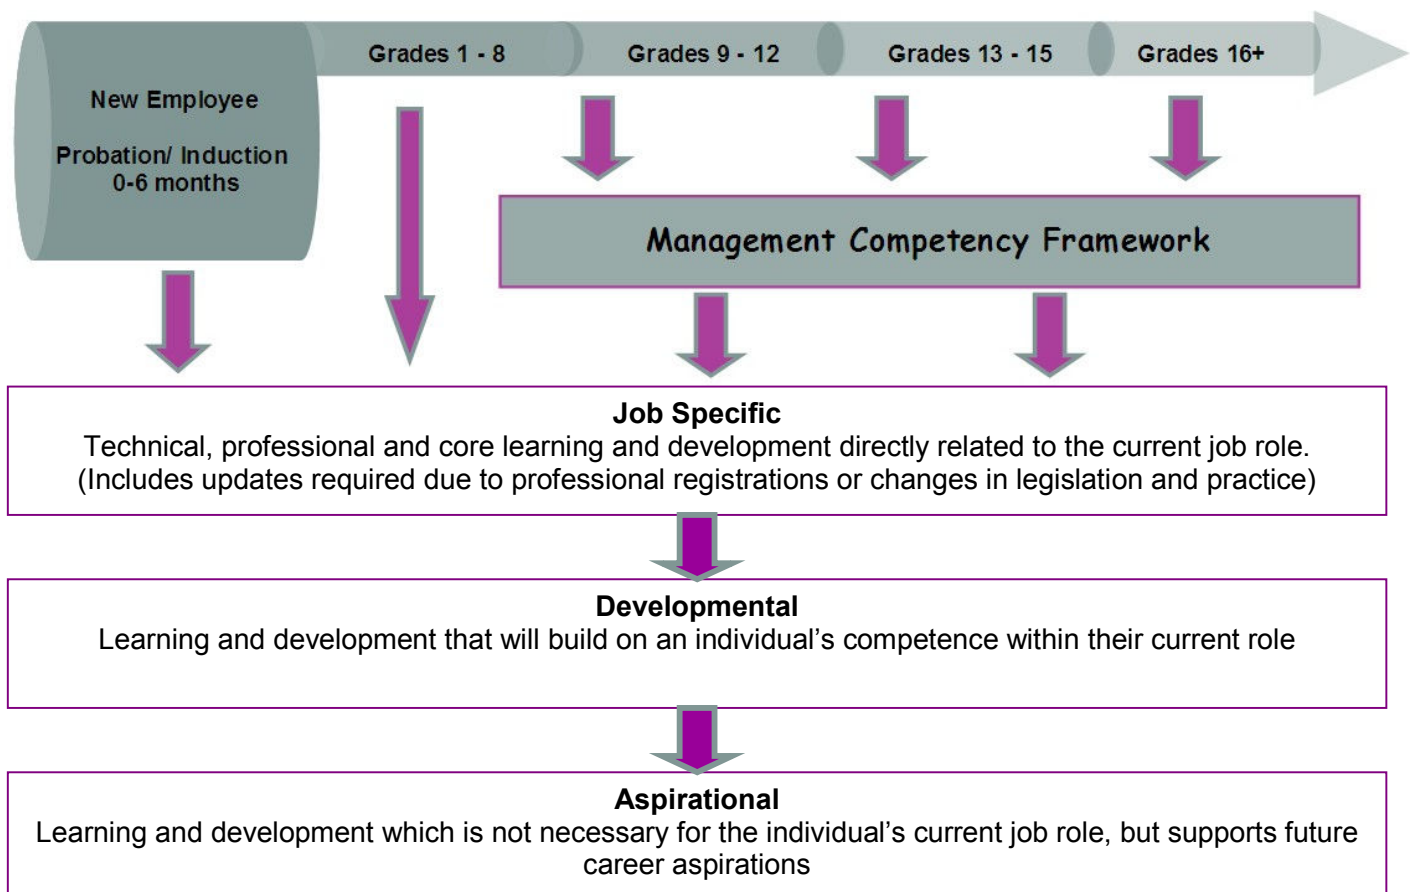 Grades 1 - 8
Grades 9 - 12
Grades 13 - 15
Grades 16+
New Employee
Probation/ Induction
0-6 months
Management Competency Framework
Job Specific
Technical, professional and core learning and development directly related to the current job role.
(Includes updates required due to professional registrations or changes in legislation and practice)
Developmental
Learning and development that will build on an individual’s competence within their current role
Aspirational
Learning and development which is not necessary for the individual’s current job role, but supports future
career aspirations